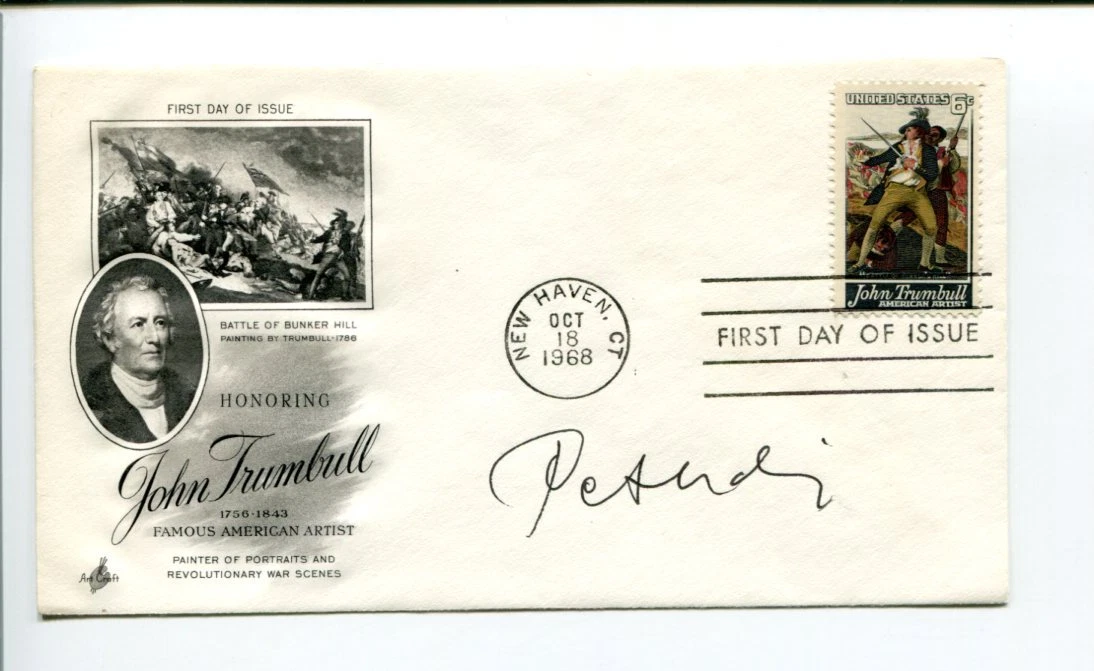 FIRST DAY OF ISSUE
BATTLE OF BUNKER HILL
PAINTING BY TRUMBULL·1786
HONORING
John Trumbull
1756·1843
FAMOUS AMERICAN ARTIST
PAINTER OF PORTRAITS AND
REVOLUTIONARY WAR SCENES
Art Craft
NEW HAVEN, CT
OCT
18
1968
UNITED STATES 6c
John Trumbull
AMERICAN ARTIST
FIRST DAY OF ISSUE